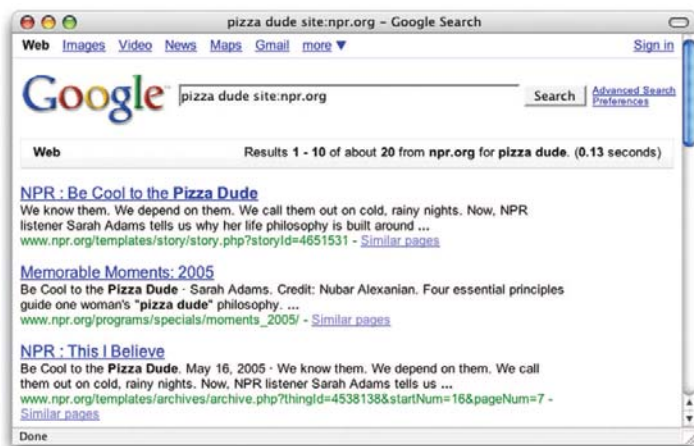 pizza dude site:npr.org – Google Search
Web Images Video News Maps Gmail more ▼ Sign in
Google™ pizza dude site:npr.org Search Advanced Search
Preferences
Web Results 1 - 10 of about 20 from npr.org for pizza dude. (0.13 seconds)
NPR : Be Cool to the Pizza Dude
We know them. We depend on them. We call them out on cold, rainy nights. Now, NPR
listener Sarah Adams tells us why her life philosophy is built around ...
www.npr.org/templates/story/story.php?storyId=4651531 - Similar pages
Memorable Moments: 2005
Be Cool to the Pizza Dude · Sarah Adams. Credit: Nubar Alexanian. Four essential principles
guide one woman's "pizza dude" philosophy. ...
www.npr.org/programs/specials/moments_2005/ - Similar pages
NPR : This I Believe
Be Cool to the Pizza Dude. May 16, 2005 · We know them. We depend on them. We call
them out on cold, rainy nights. Now, NPR listener Sarah Adams tells us ...
www.npr.org/templates/archives/archive.php?thingId=4538138&startNum=16&pageNum=7 -
Similar pages
Done